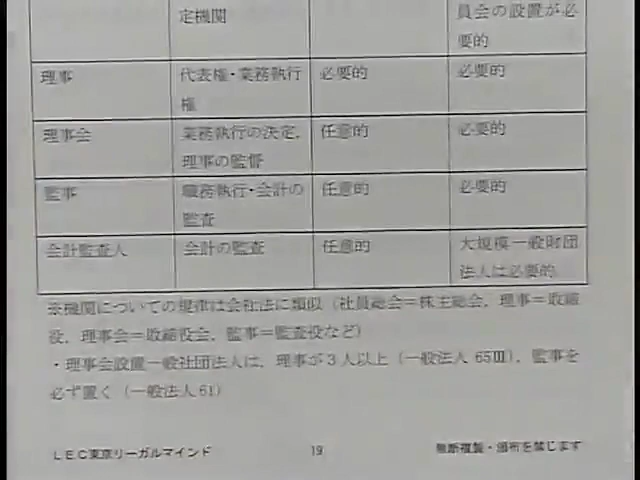 定機関 員会の設置が必
要的
理事 代表権・業務執行 必要的 必要的
権
理事会 業務執行の決定, 任意的 必要的
理事の監督
監事 職務執行・会計の 任意的 必要的
監査
会計監査人 会計の監査 任意的 大規模一般財団
法人は必要的
※機関についての規律は会社法に類似（社員総会＝株主総会，理事＝取締
役，理事会＝取締役会，監事＝監査役など）
・理事会設置一般社団法人は，理事が３人以上（一般法人 65Ⅲ），監事を
必ず置く（一般法人 61）
ＬＥＣ東京リーガルマインド 19 無断複製・頒布を禁じます